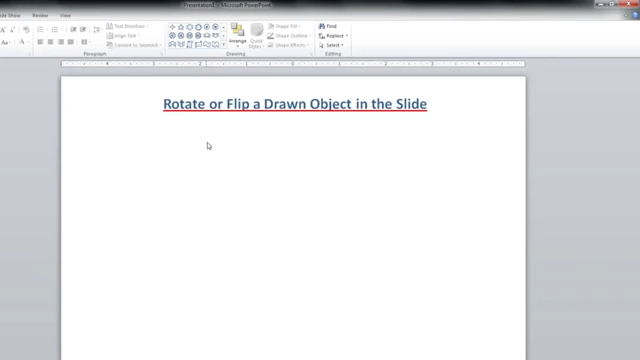 Presentation1 - Microsoft PowerPoint
Slide Show
View
Text Direction
Align Text
Convert to SmartArt
Paragraph
Arrange
Quick
Styles
Shape Fill
Shape Outline
Shape Effects
Drawing
Find
Replace
Select
Editing
Rotate or Flip a Drawn Object in the Slide